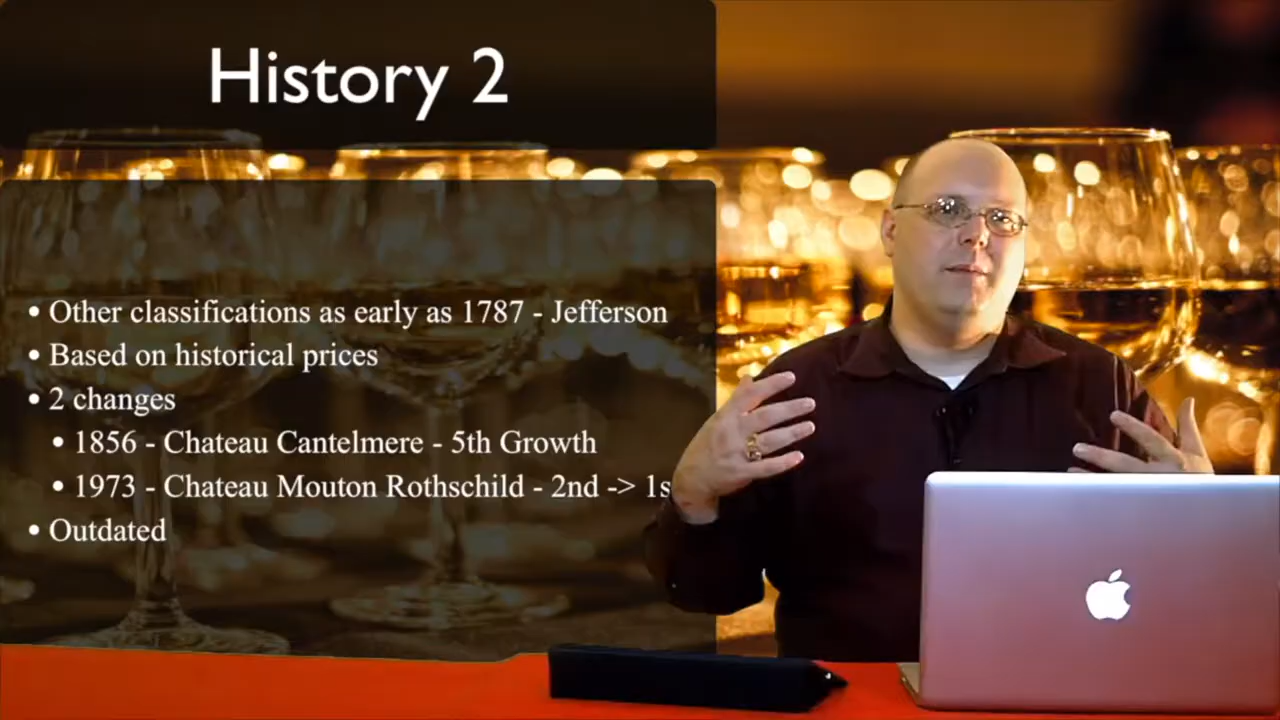 History 2
• Other classifications as early as 1787 - Jefferson
• Based on historical prices
• 2 changes
• 1856 - Chateau Cantelmere - 5th Growth
• 1973 - Chateau Mouton Rothschild - 2nd -> 1s
• Outdated